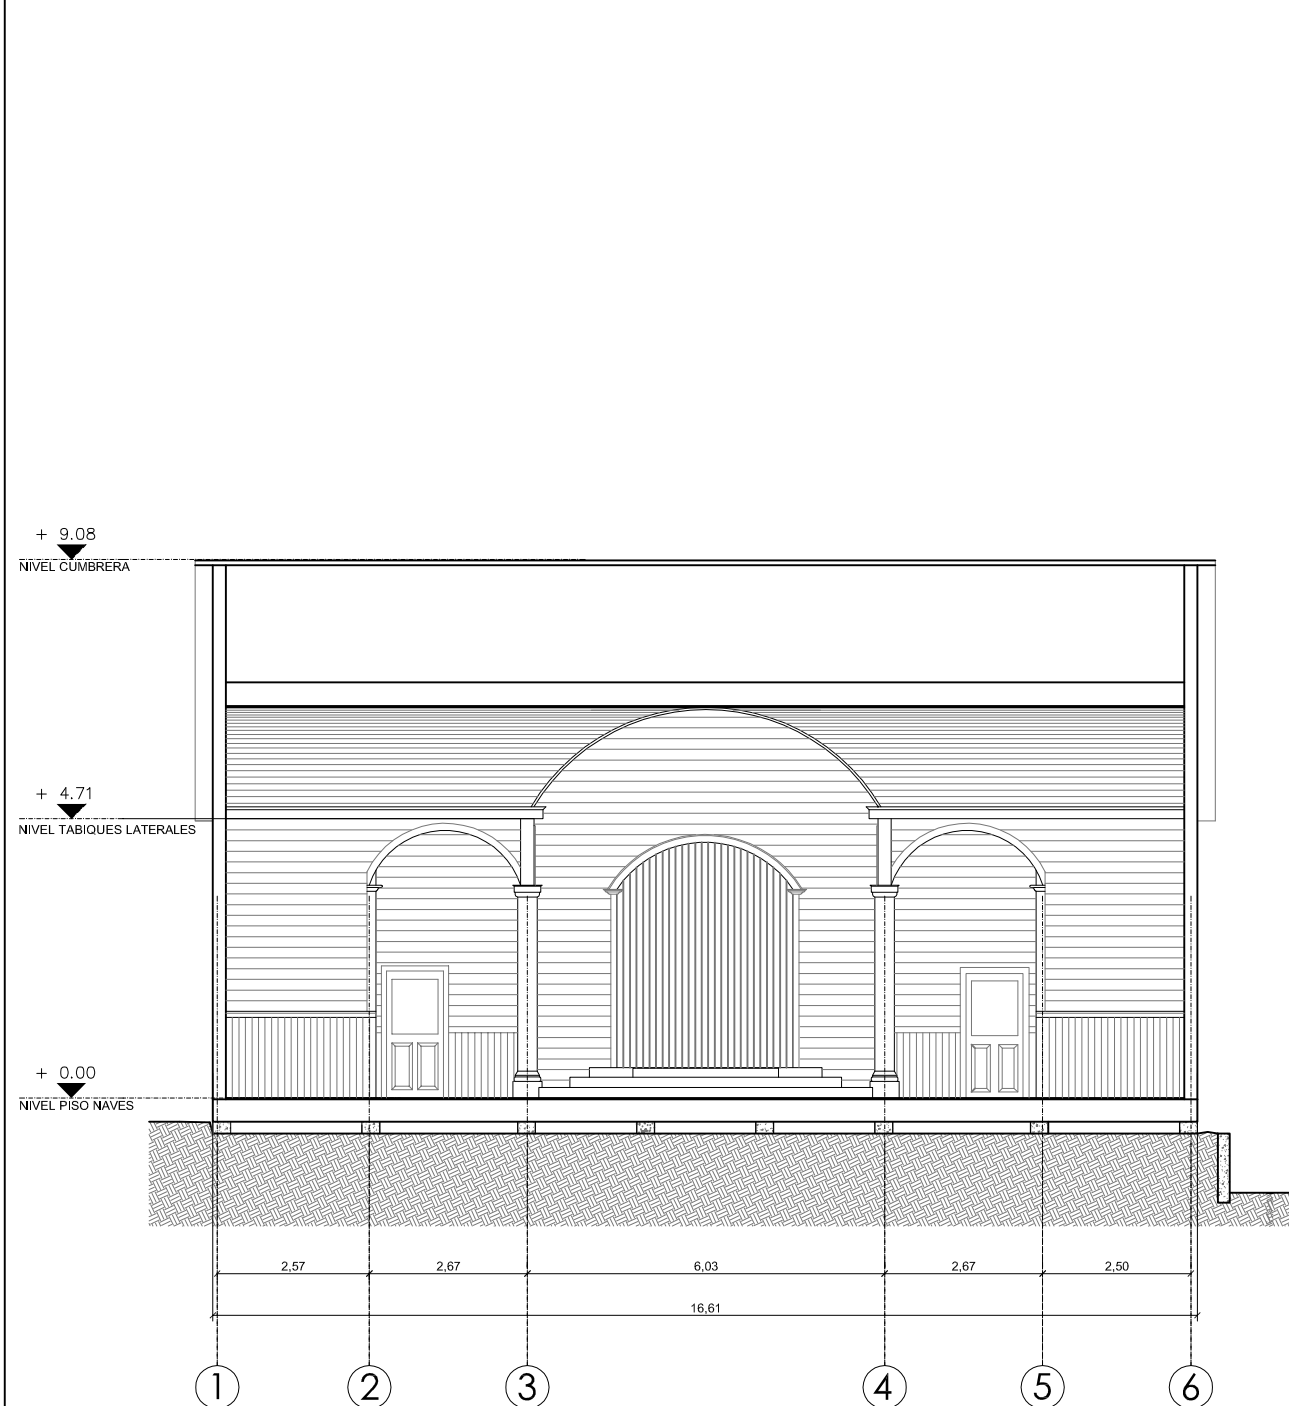 + 9.08
NIVEL CUMBRERA
+ 4.71
NIVEL TABIQUES LATERALES
+ 0.00
NIVEL PISO NAVES
2,57 2,67 6,03 2,67 2,50
16,61
1 2 3 4 5 6